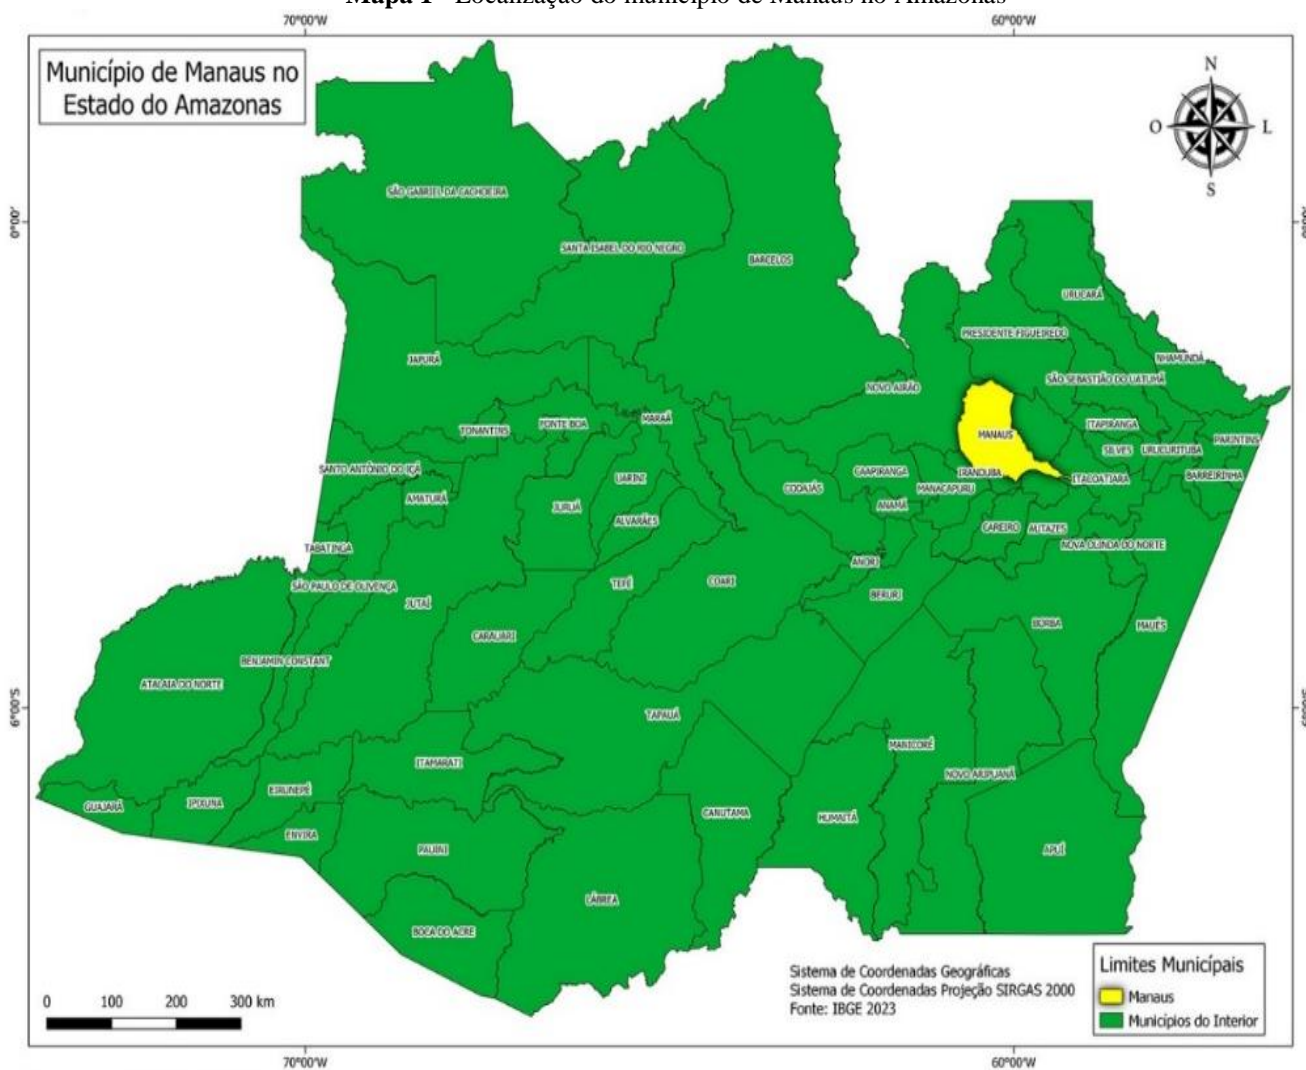 Mapa 1 - Localização do município de Manaus no Amazonas
70°00'W
60°00'W
Município de Manaus no
Estado do Amazonas
N
O
L
S
0°00'
SÃO GABRIEL DA CACHOEIRA
SANTA ISABEL DO RIO NEGRO
BARCELOS
URUCARÁ
PRESIDENTE FIGUEIREDO
JAPURÁ
NHAMUNDÁ
SÃO SEBASTIÃO DO UATUMÃ
NOVO AIRÃO
MARAÃ
FONTE BOA
TONANTINS
ITAPIRANGA
MANAUS
PARINTINS
SILVES
URUCURITUBA
SANTO ANTÔNIO DO IÇÁ
CAAPIRANGA
IRANDUBA
BARREIRINHA
UARINI
ITACOATIARA
CODAJÁS
MANACAPURU
AMATURÁ
ANAMÃ
JURUÁ
ALVARÃES
CAREIRO
AUTAZES
TABATINGA
NOVA OLINDA DO NORTE
ANORI
SÃO PAULO DE OLIVENÇA
TEFÉ
COARI
BERURI
JUTAÍ
BORBA
MAUÉS
CARAUARI
BENJAMIN CONSTANT
ATALAIA DO NORTE
6°00'S
TAPAUÁ
MANICORÉ
ITAMARATI
NOVO ARIPUANÃ
EIRUNEPÉ
GUAJARÁ
IPIXUNA
CANUTAMA
HUMAITÁ
ENVIRA
PAUINI
APUÍ
LÁBREA
BOCA DO ACRE
Sistema de Coordenadas Geográficas
Sistema de Coordenadas Projeção SIRGAS 2000
Fonte: IBGE 2023
Limites Municípais
Manaus
Municípios do Interior
0 100 200 300 km
70°00'W
60°00'W